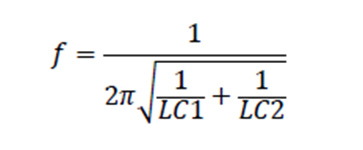 f = 1 / (2π√(1/LC1 + 1/LC2))